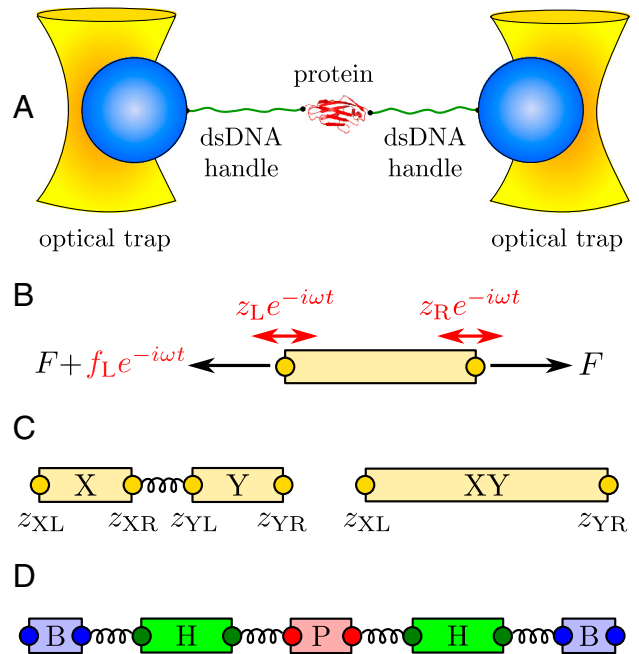 A
protein
dsDNA
handle
dsDNA
handle
optical trap
optical trap
B
z_L e^{-iωt} z_R e^{-iωt}
F + f_L e^{-iωt} F
C
X Y XY
z_XL z_XR z_YL z_YR z_XL z_YR
D
B H P H B